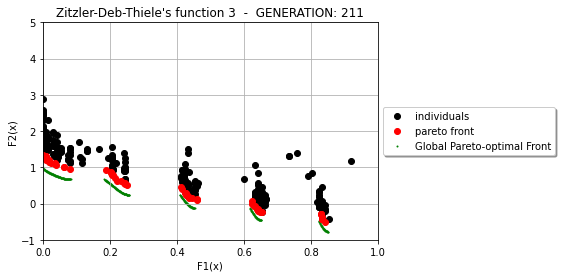 Zitzler-Deb-Thiele's function 3  -  GENERATION: 211
5
4
3
2
1
0
−1
F2(x)
0.0 0.2 0.4 0.6 0.8 1.0
F1(x)
individuals
pareto front
Global Pareto-optimal Front